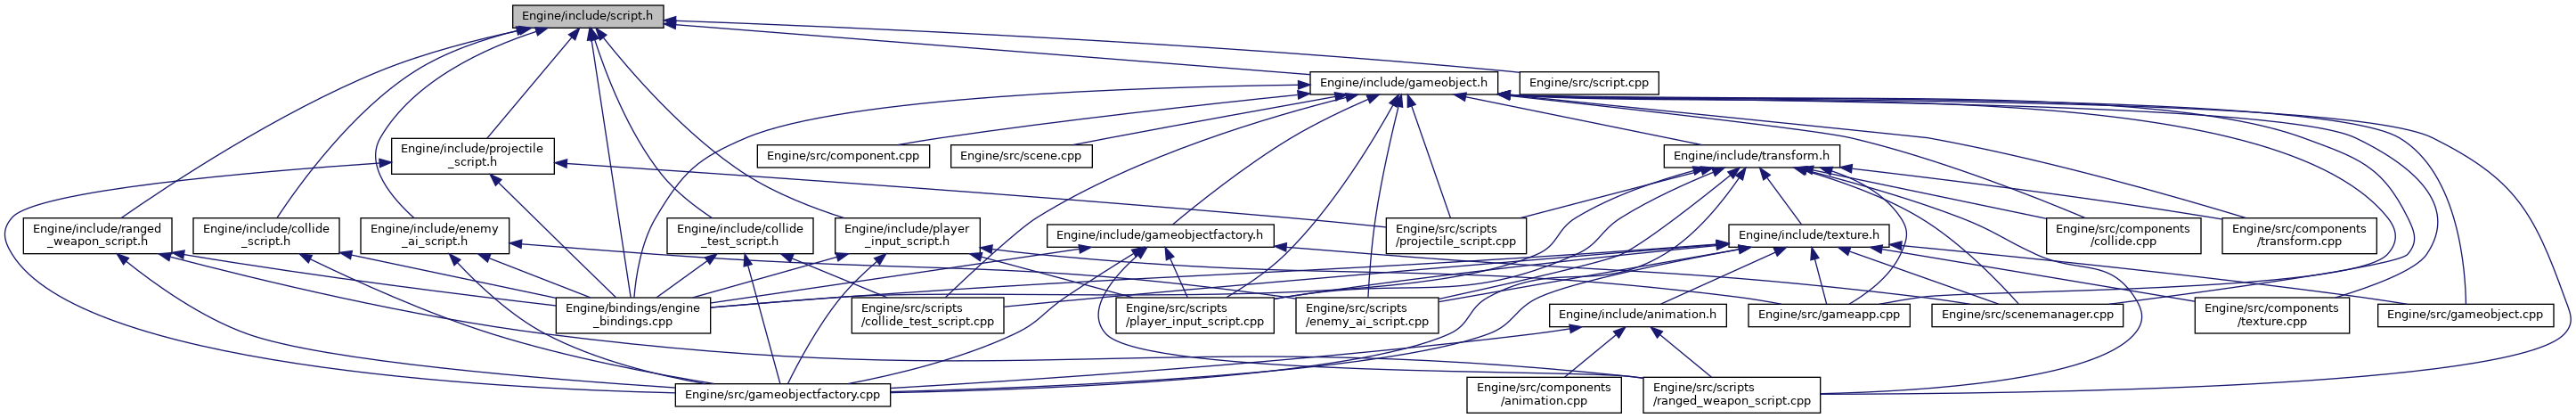 Engine/include/script.h
Engine/include/gameobject.h
Engine/src/script.cpp
Engine/include/projectile
_script.h
Engine/src/component.cpp
Engine/src/scene.cpp
Engine/include/transform.h
Engine/include/ranged
_weapon_script.h
Engine/include/collide
_script.h
Engine/include/enemy
_ai_script.h
Engine/include/collide
_test_script.h
Engine/include/player
_input_script.h
Engine/include/gameobjectfactory.h
Engine/src/scripts
/projectile_script.cpp
Engine/include/texture.h
Engine/src/components
/collide.cpp
Engine/src/components
/transform.cpp
Engine/bindings/engine
_bindings.cpp
Engine/src/scripts
/collide_test_script.cpp
Engine/src/scripts
/player_input_script.cpp
Engine/src/scripts
/enemy_ai_script.cpp
Engine/include/animation.h
Engine/src/gameapp.cpp
Engine/src/scenemanager.cpp
Engine/src/components
/texture.cpp
Engine/src/gameobject.cpp
Engine/src/gameobjectfactory.cpp
Engine/src/components
/animation.cpp
Engine/src/scripts
/ranged_weapon_script.cpp